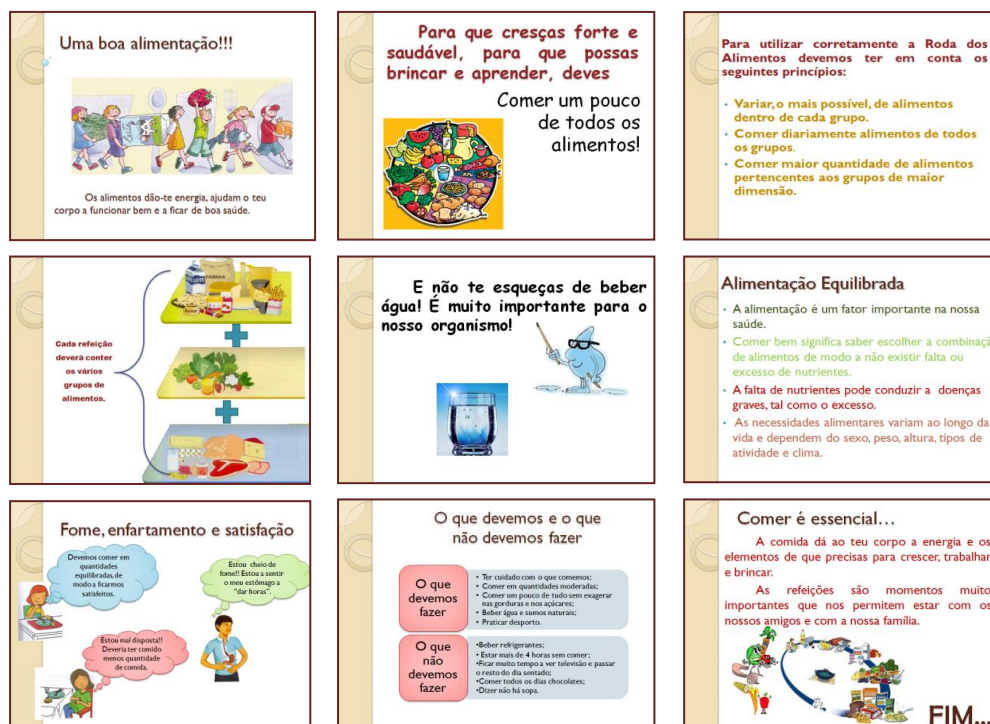 Uma boa alimentação!!!
Os alimentos dão-te energia, ajudam o teu
corpo a funcionar bem e a ficar de boa saúde.
Para que cresças forte e
saudável, para que possas
brincar e aprender, deves
Comer um pouco
de todos os
alimentos!
Para utilizar corretamente a Roda dos
Alimentos devemos ter em conta os
seguintes princípios:
• Variar, o mais possível, de alimentos
dentro de cada grupo.
• Comer diariamente alimentos de todos
os grupos.
• Comer maior quantidade de alimentos
pertencentes aos grupos de maior
dimensão.
Cada refeição
deverá conter
os vários
grupos de
alimentos.
E não te esqueças de beber
água! É muito importante para o
nosso organismo!
Alimentação Equilibrada
• A alimentação é um fator importante na nossa
saúde.
• Comer bem significa saber escolher a combinaçã
de alimentos de modo a não existir falta ou
excesso de nutrientes.
• A falta de nutrientes pode conduzir a doenças
graves, tal como o excesso.
• As necessidades alimentares variam ao longo da
vida e dependem do sexo, peso, altura, tipos de
atividade e clima.
Fome, enfartamento e satisfação
Devemos comer em
quantidades
equilibradas, de
modo a ficarmos
satisfeitos.
Estou cheio de
fome!! Estou a sentir
o meu estômago a
"dar horas".
Estou mal disposta!!
Deveria ter comido
menos quantidade
de comida.
O que devemos e o que
não devemos fazer
O que
devemos
fazer
• Ter cuidado com o que comemos;
• Comer em quantidades moderadas;
• Comer um pouco de tudo sem exagerar
nas gorduras e nos açúcares;
• Beber água e sumos naturais;
• Praticar desporto.
O que
não
devemos
fazer
•Beber refrigerantes;
• Estar mais de 4 horas sem comer;
•Ficar muito tempo a ver televisão e passar
o resto do dia sentado;
•Comer todos os dias chocolates;
•Dizer não há sopa.
Comer é essencial…
A comida dá ao teu corpo a energia e os
elementos de que precisas para crescer, trabalhar
e brincar.
As refeições são momentos muito
importantes que nos permitem estar com os
nossos amigos e com a nossa família.
FIM...